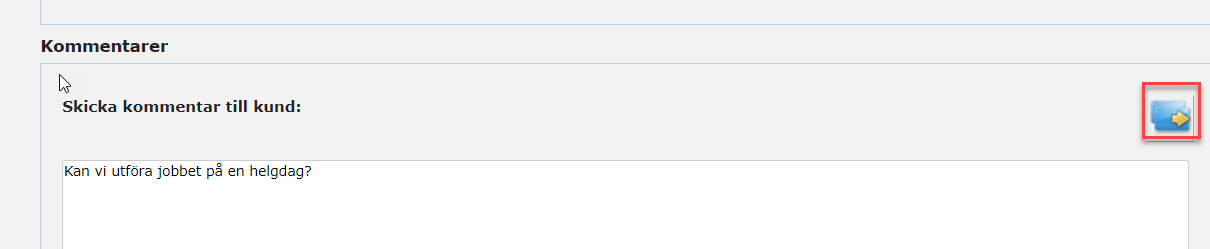 Kommentarer
Skicka kommentar till kund:
Kan vi utföra jobbet på en helgdag?